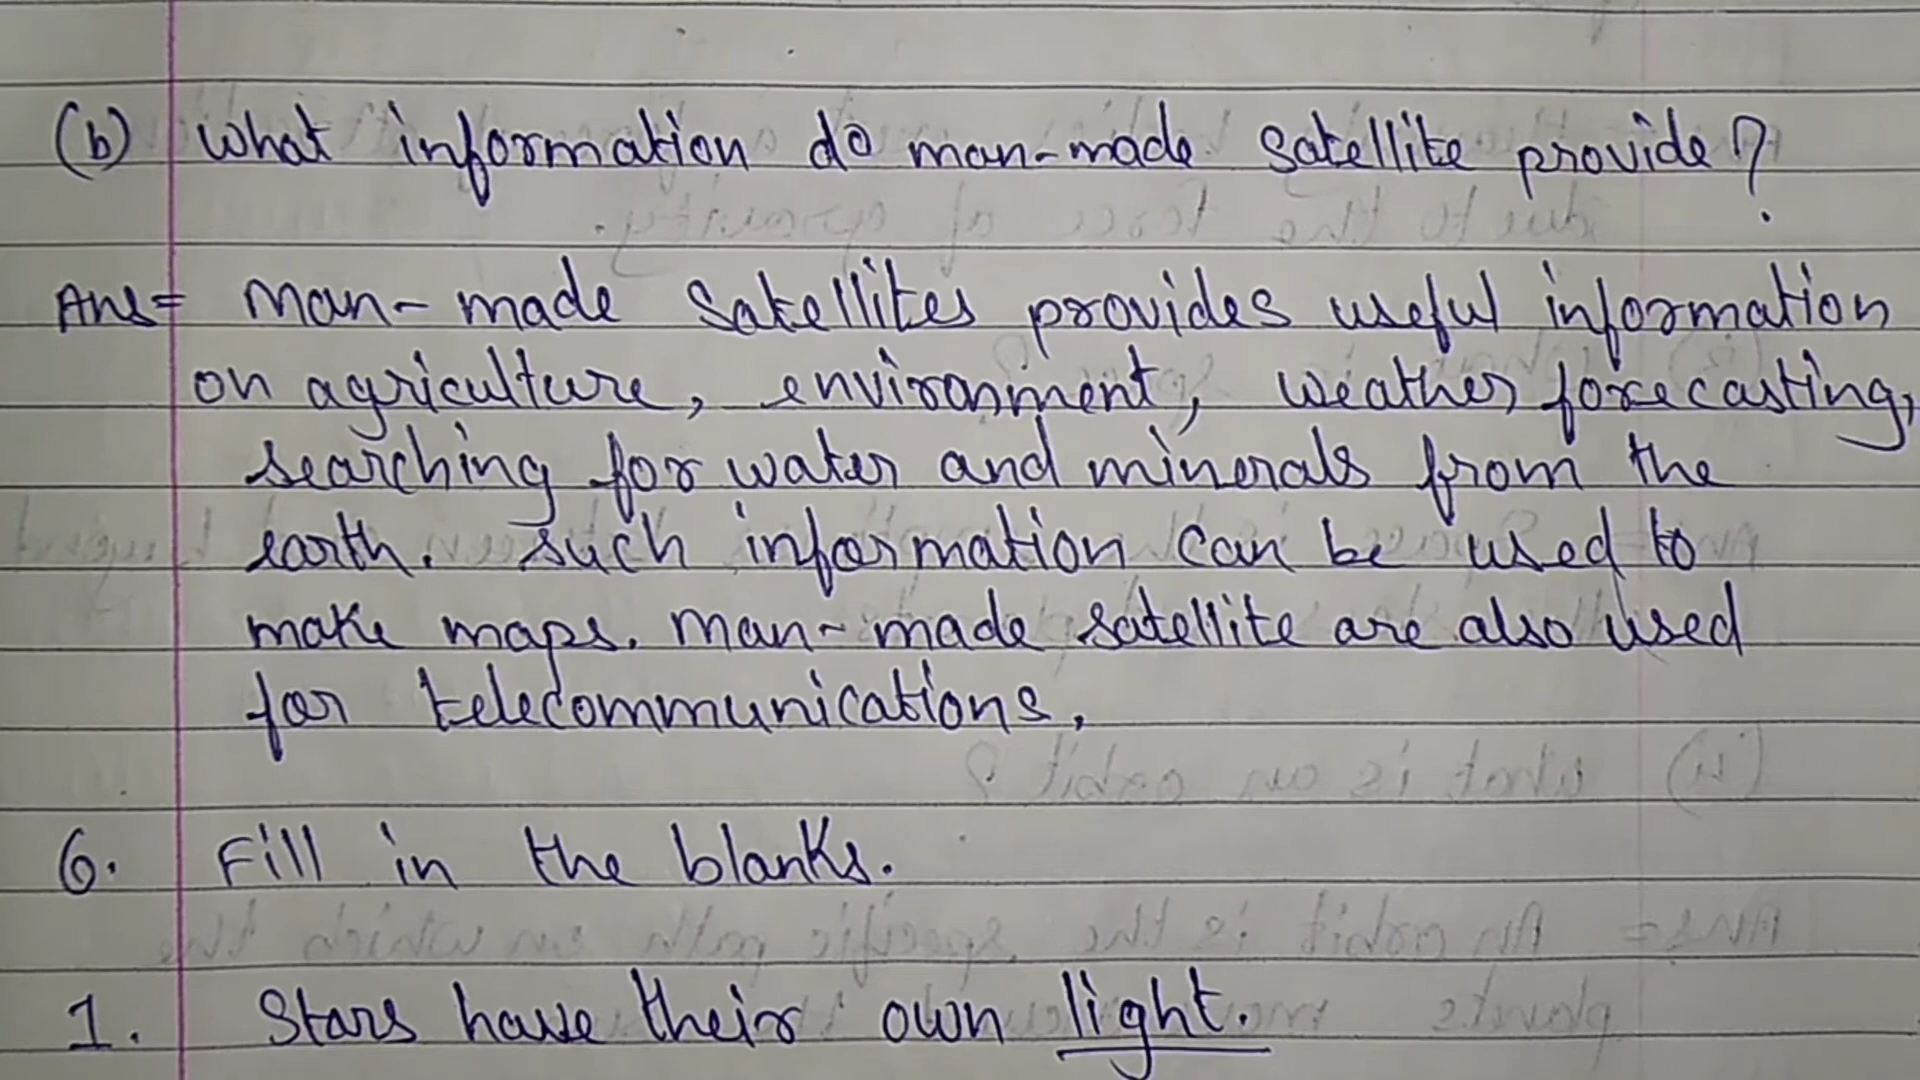 (b) What information do man-made satellite provide?
Ans= Man-made satellites provides useful information
on agriculture, environment, weather forecasting,
searching for water and minerals from the
earth. Such information can be used to
make maps. Man-made satellite are also used
for telecommunications.
6. Fill in the blanks.
1. Stars have their own light.